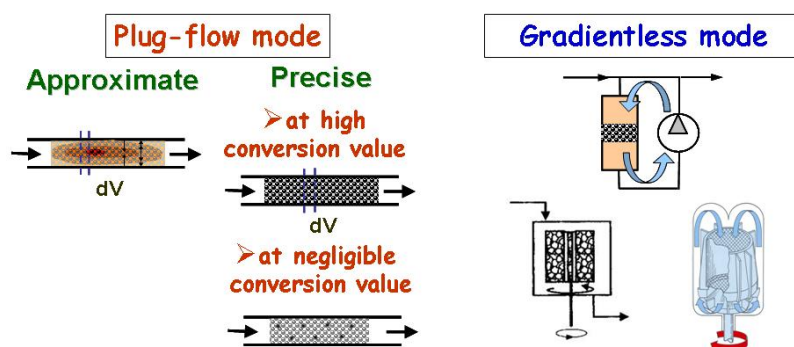 Plug-flow mode
Gradientless mode
Approximate
Precise
➢at high
conversion value
dV
dV
➢at negligible
conversion value